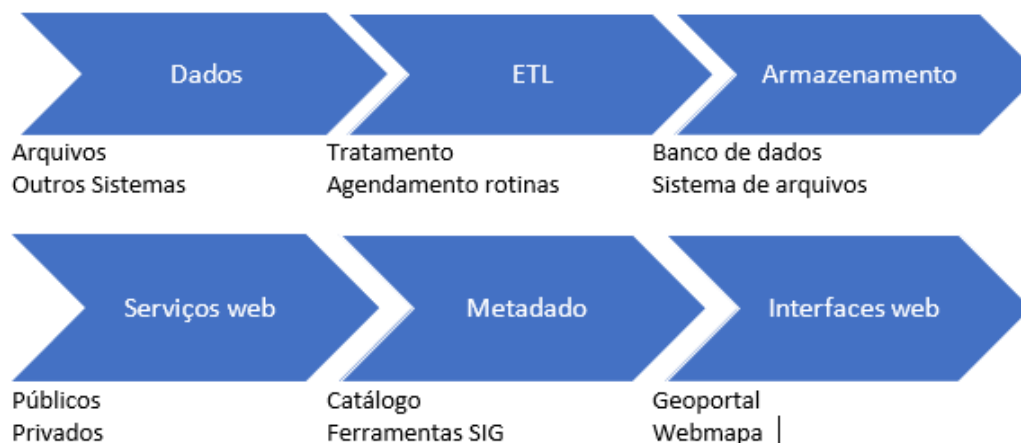 Dados
ETL
Armazenamento
Arquivos
Outros Sistemas
Tratamento
Agendamento rotinas
Banco de dados
Sistema de arquivos
Serviços web
Metadado
Interfaces web
Públicos
Privados
Catálogo
Ferramentas SIG
Geoportal
Webmapa